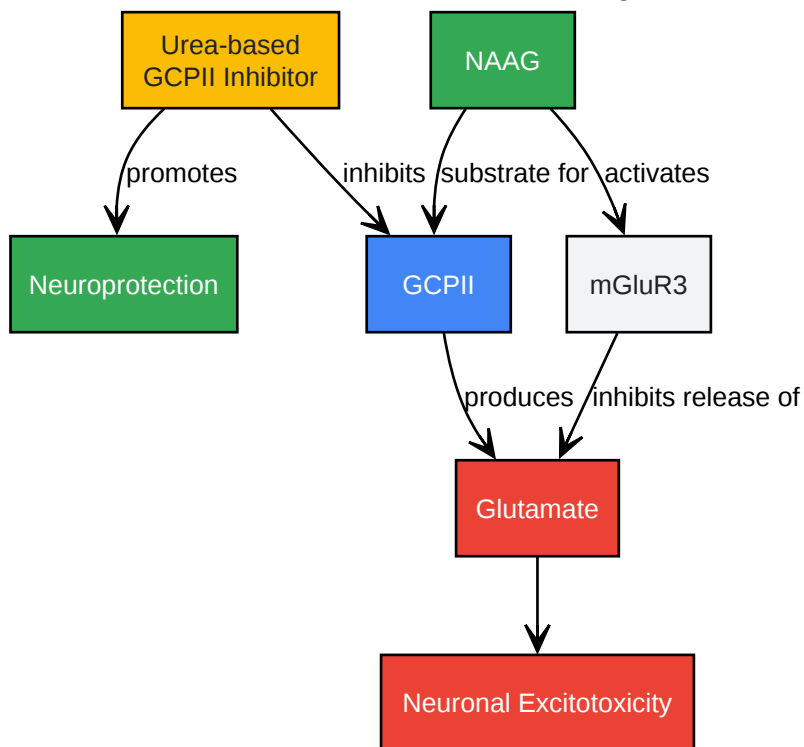 Urea-based
GCPII Inhibitor
NAAG
promotes
inhibits
substrate for
activates
Neuroprotection
GCPII
mGluR3
produces
inhibits release of
Glutamate
Neuronal Excitotoxicity